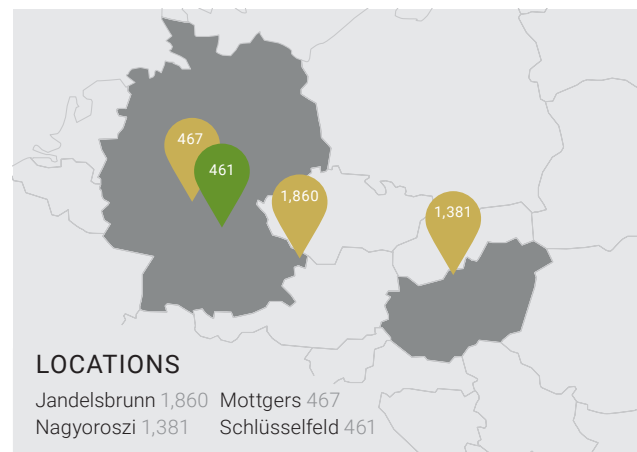 467
461
1,860
1,381
LOCATIONS
Jandelsbrunn 1,860 Mottgers 467
Nagyoroszi 1,381 Schlüsselfeld 461